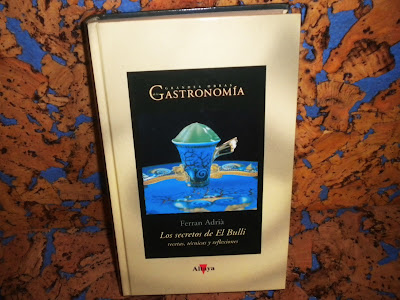 GRANDES OBRAS
GASTRONOMÍA
Ferran Adrià
Los secretos de El Bulli
recetas, técnicas y reflexiones
Altaya